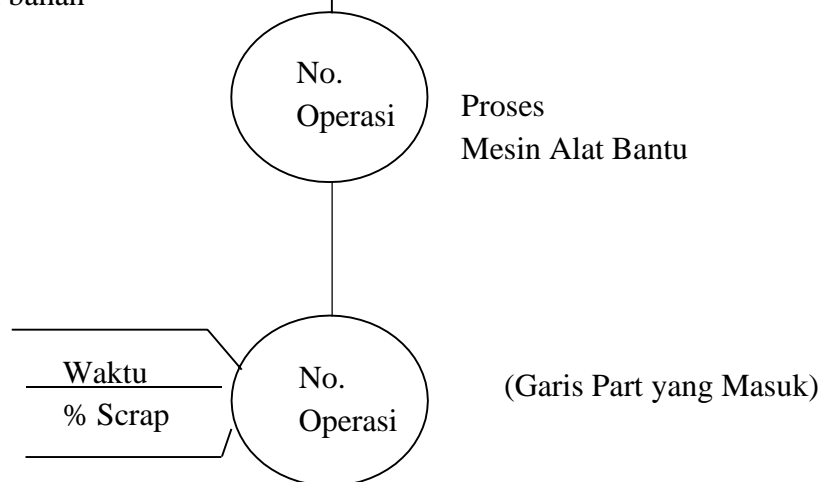 bahan
No.
Operasi
Proses
Mesin Alat Bantu
Waktu
% Scrap
No.
Operasi
(Garis Part yang Masuk)